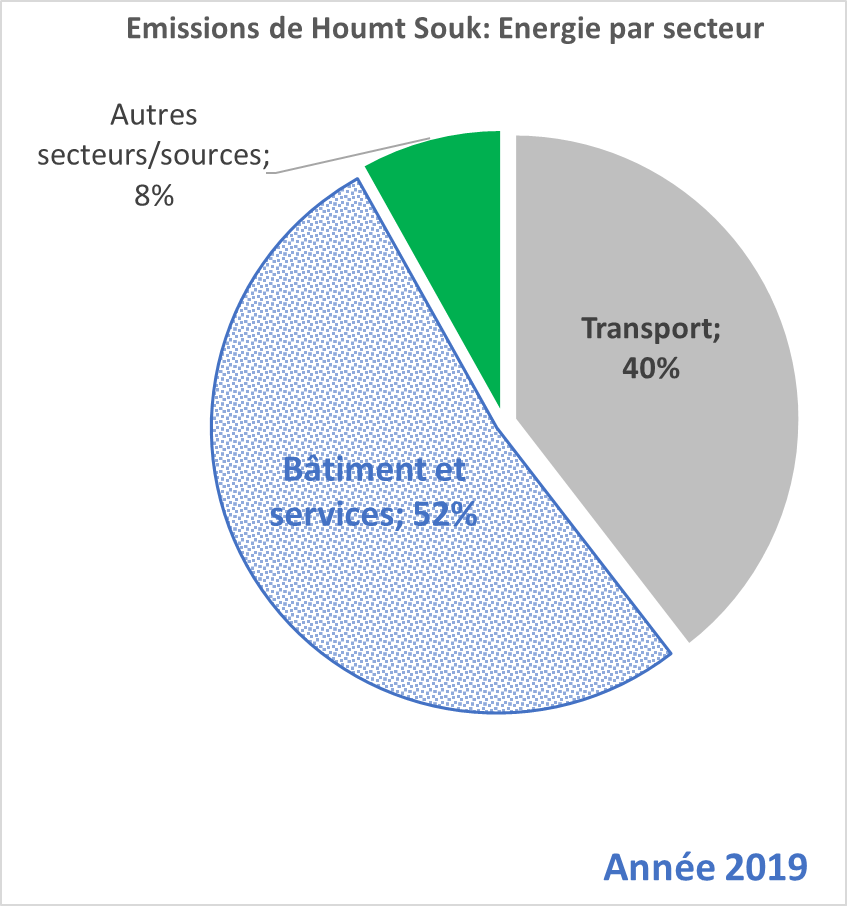 Emissions de Houmt Souk: Energie par secteur
Autres
secteurs/sources;
8%
Transport;
40%
Bâtiment et
services; 52%
Année 2019